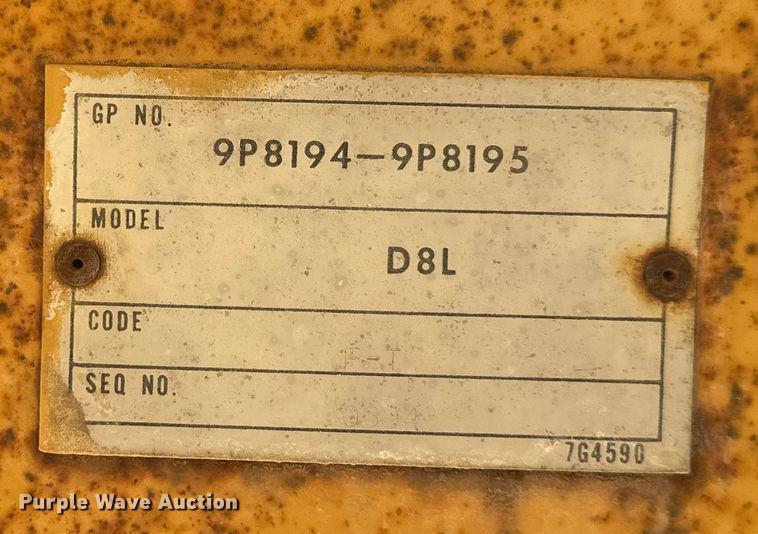 GP NO.
9P8194-9P8195
MODEL
D8L
CODE
SEQ NO.
7G4590
Purple Wave Auction